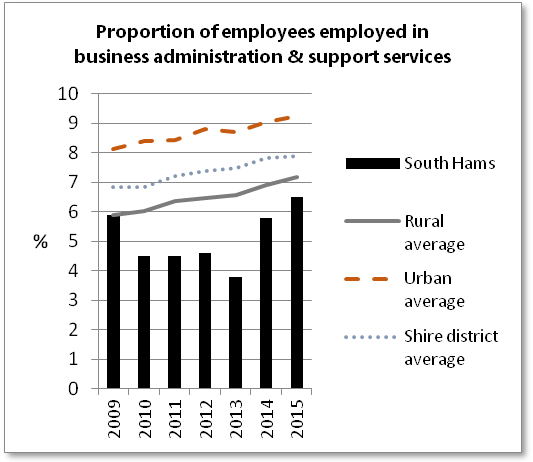 Proportion of employees employed in
business administration & support services
10
9
8
7
6
5
4
3
2
1
0
%
2009
2010
2011
2012
2013
2014
2015
South Hams
Rural
average
Urban
average
Shire district
average